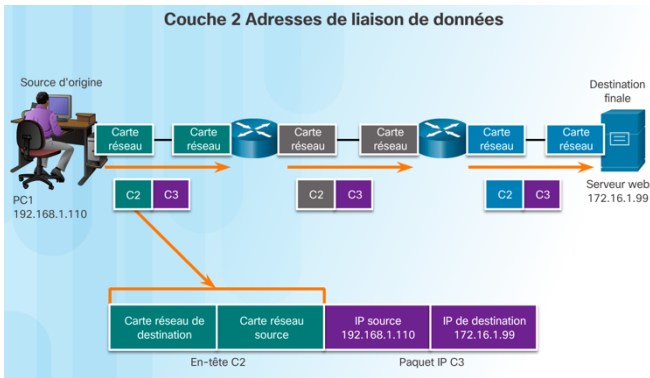 Couche 2 Adresses de liaison de données
Source d'origine
Destination
finale
Carte
réseau
Carte
réseau
Carte
réseau
Carte
réseau
Carte
réseau
Carte
réseau
PC1
192.168.1.110
C2
C3
C2
C3
C2
C3
Serveur web
172.16.1.99
Carte réseau de
destination
Carte réseau
source
IP source
192.168.1.110
IP de destination
172.16.1.99
En-tête C2
Paquet IP C3